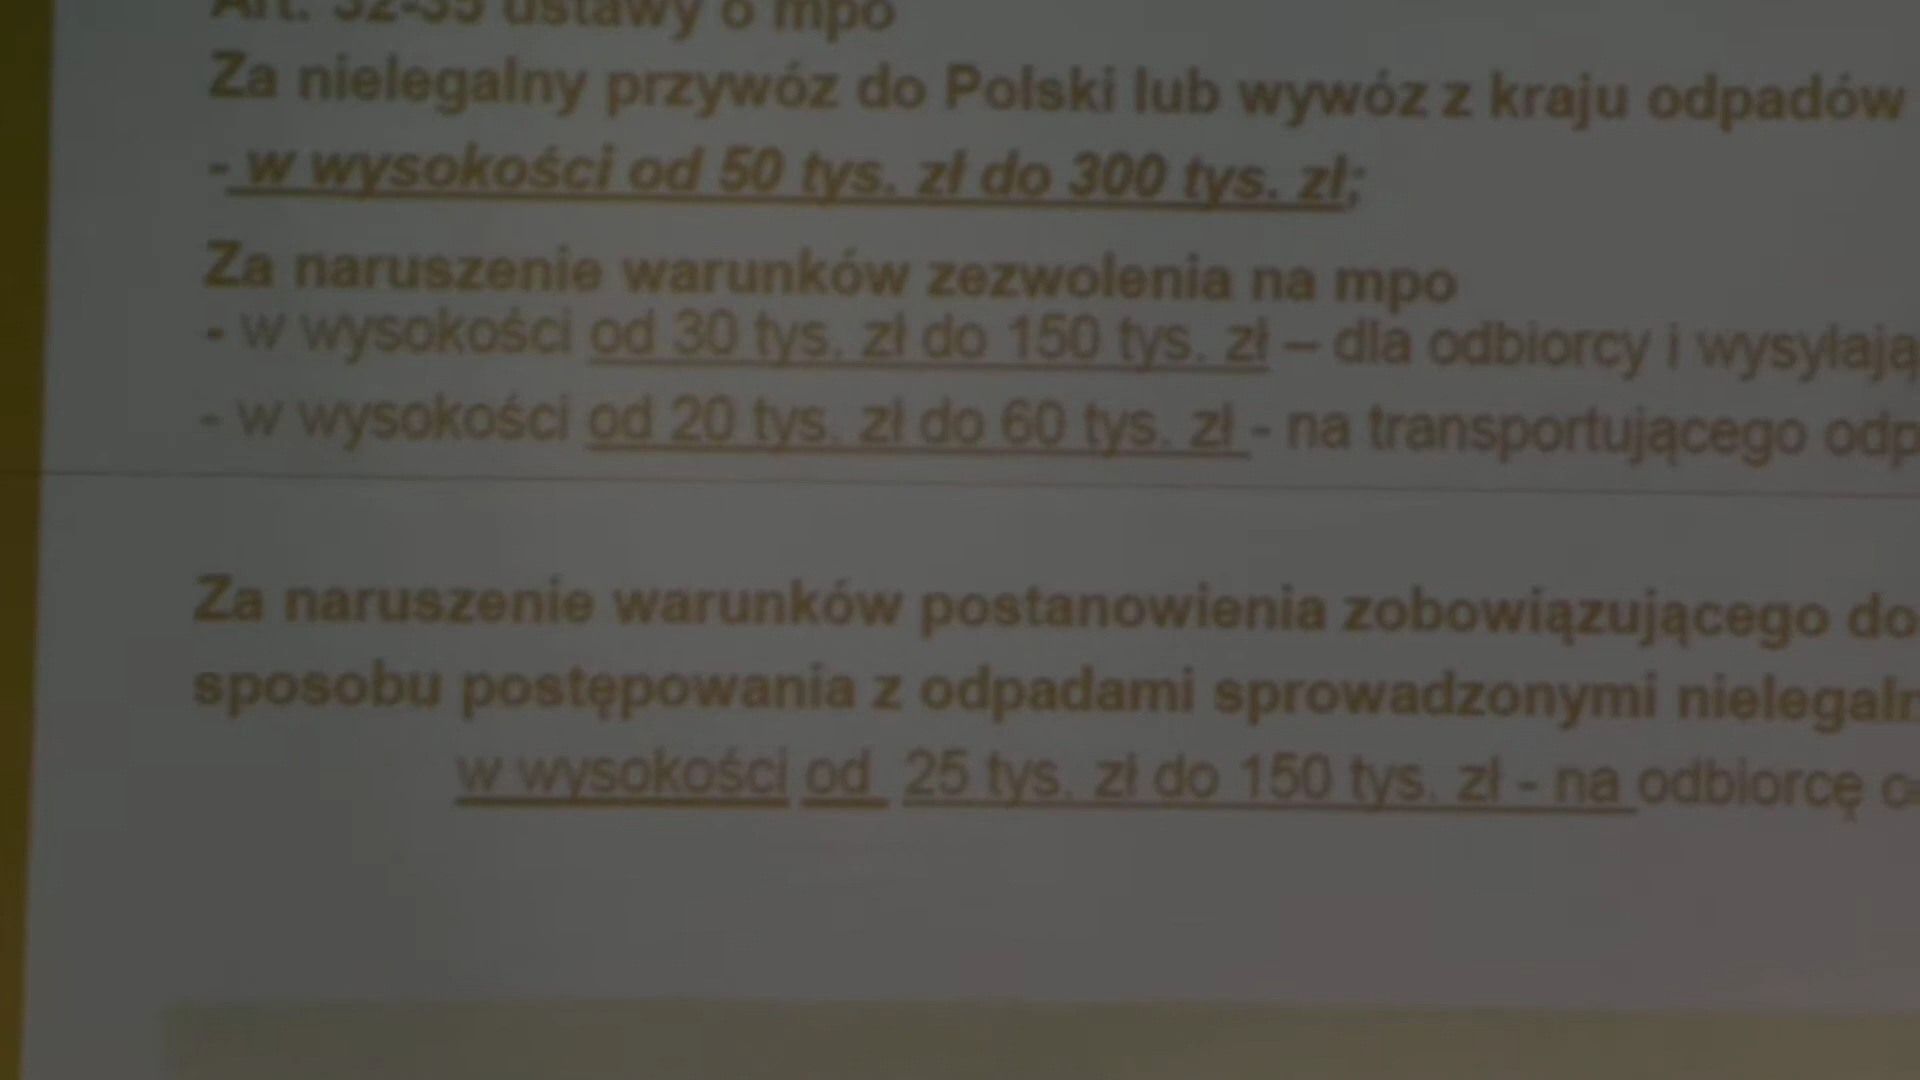 Art. 32-35 ustawy o mpo
Za nielegalny przywóz do Polski lub wywóz z kraju odpadów
- w wysokości od 50 tys. zł do 300 tys. zł;
Za naruszenie warunków zezwolenia na mpo
- w wysokości od 30 tys. zł do 150 tys. zł – dla odbiorcy i
- w wysokości od 20 tys. zł do 60 tys. zł - na transportującego
Za naruszenie warunków postanowienia zobowiązującego do
sposobu postępowania z odpadami sprowadzonymi
w wysokości od 25 tys. zł do 150 tys. zł - na odbiorcę